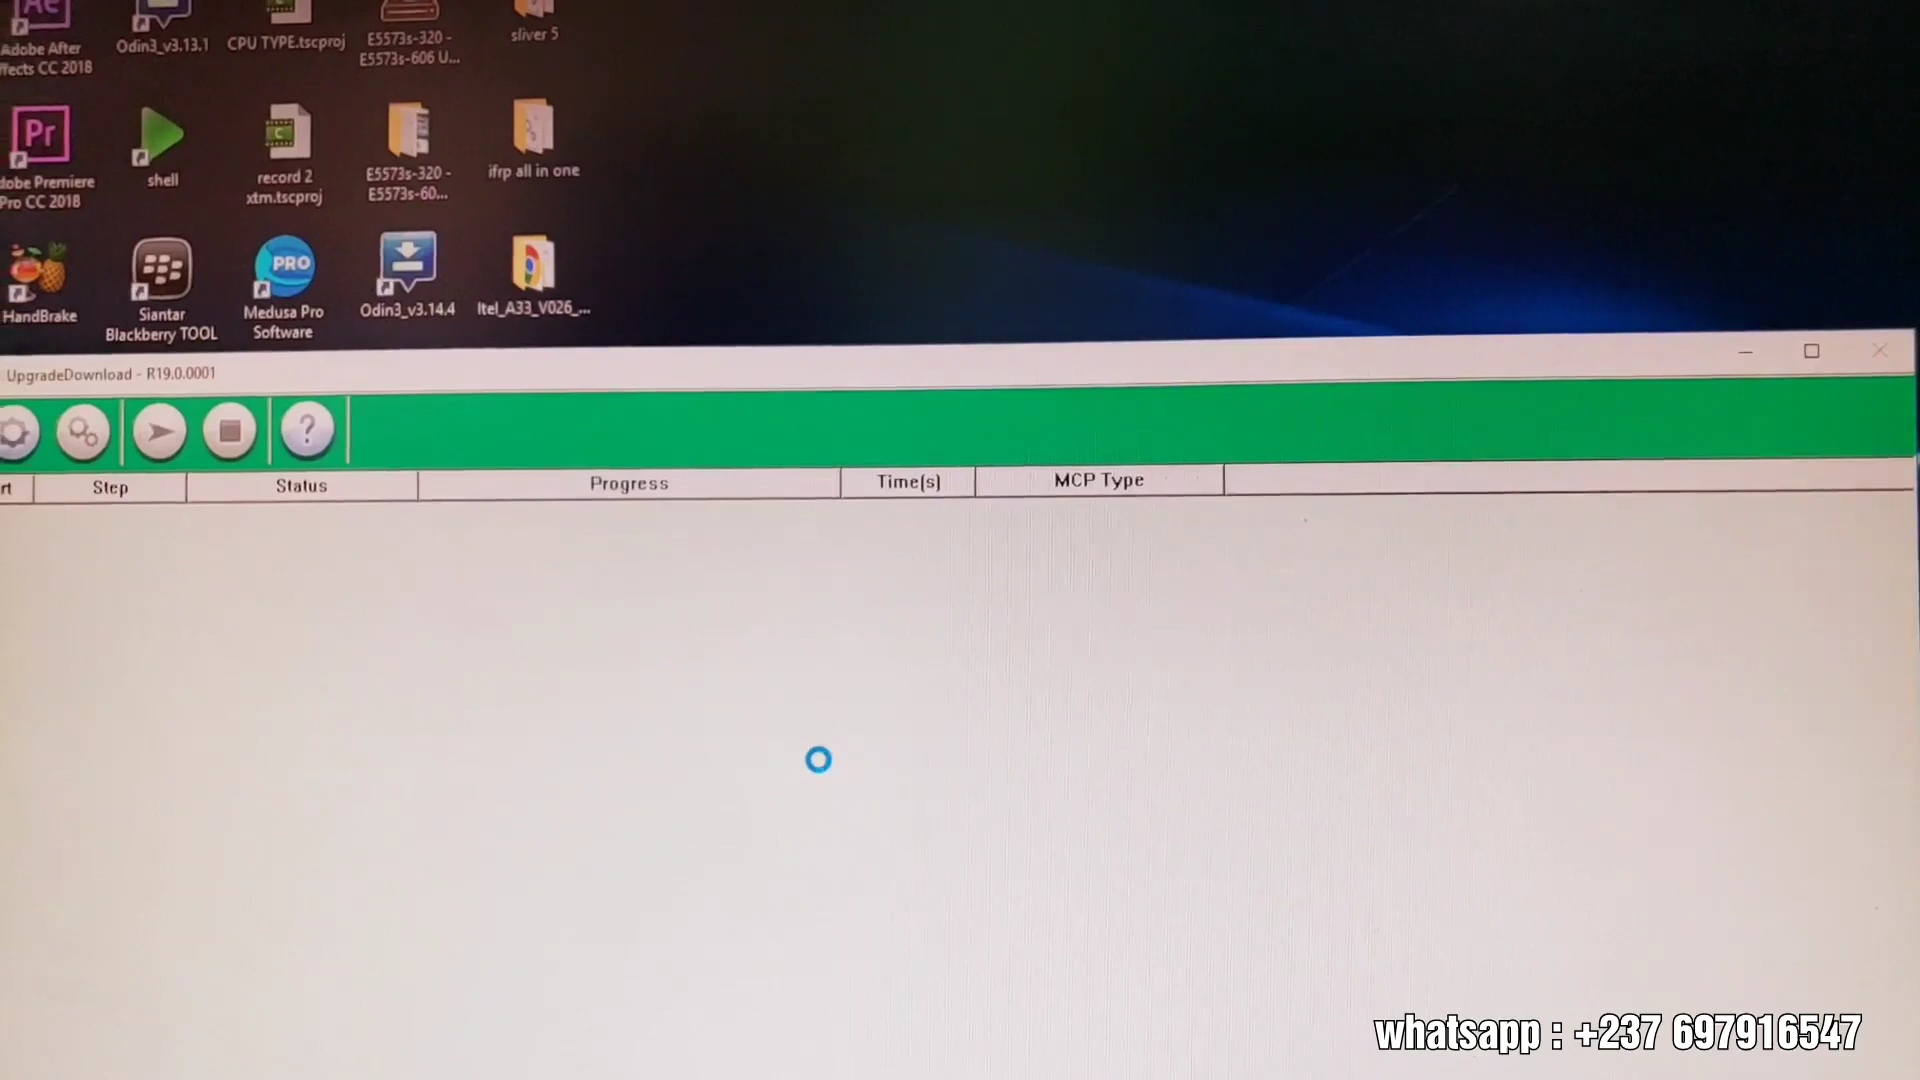 Ae
Adobe After
ffects CC 2018
Odin3_v3.13.1
CPU TYPE.tscproj
E5573s-320 -
E5573s-606 U...
sliver 5
Pr
dobe Premiere
Pro CC 2018
shell
C
record 2
xtm.tscproj
E5573s-320 -
E5573s-60...
ifrp all in one
HandBrake
Siantar
Blackberry TOOL
PRO
Medusa Pro
Software
Odin3_v3.14.4
Itel_A33_V026_...
UpgradeDownload - R19.0.0001
?
rt Step Status Progress Time(s) MCP Type
whatsapp : +237 697916547